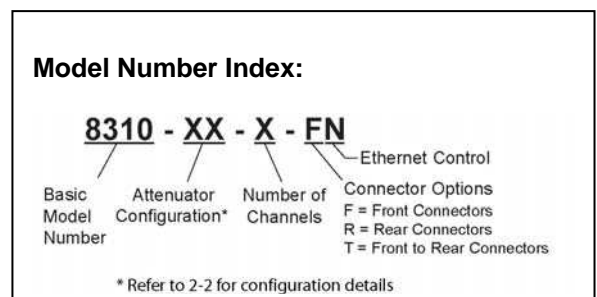 Model Number Index:
8310 - XX - X - FN
Ethernet Control
Basic Model Number
Attenuator Configuration*
Number of Channels
Connector Options
F = Front Connectors
R = Rear Connectors
T = Front to Rear Connectors
* Refer to 2-2 for configuration details